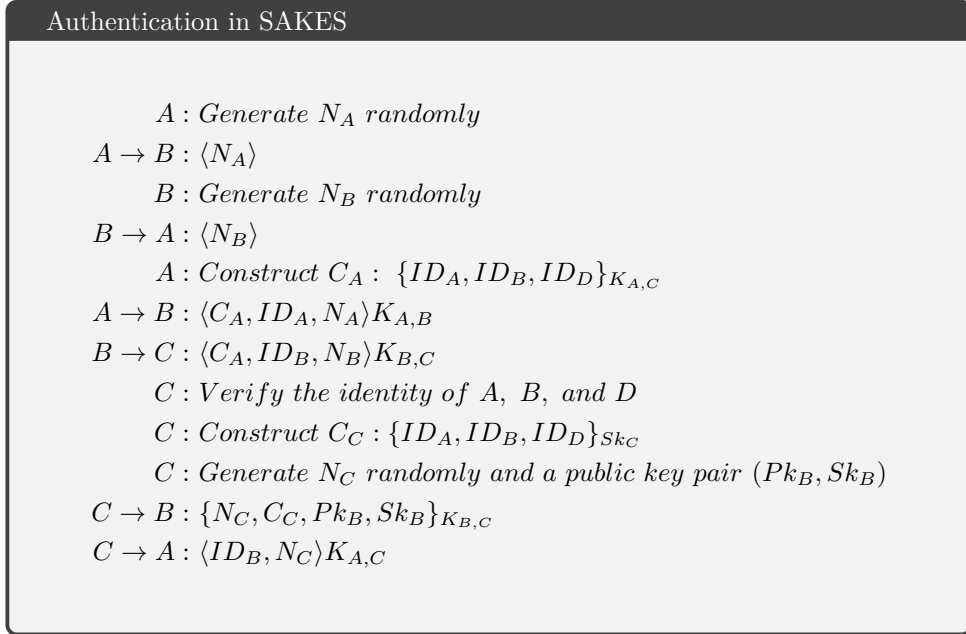 Authentication in SAKES
A : Generate N_A randomly
A → B : ⟨N_A⟩
B : Generate N_B randomly
B → A : ⟨N_B⟩
A : Construct C_A : {ID_A, ID_B, ID_D}_{K_{A,C}}
A → B : ⟨C_A, ID_A, N_A⟩K_{A,B}
B → C : ⟨C_A, ID_B, N_B⟩K_{B,C}
C : Verify the identity of A, B, and D
C : Construct C_C : {ID_A, ID_B, ID_D}_{Sk_C}
C : Generate N_C randomly and a public key pair (Pk_B, Sk_B)
C → B : {N_C, C_C, Pk_B, Sk_B}_{K_{B,C}}
C → A : ⟨ID_B, N_C⟩K_{A,C}